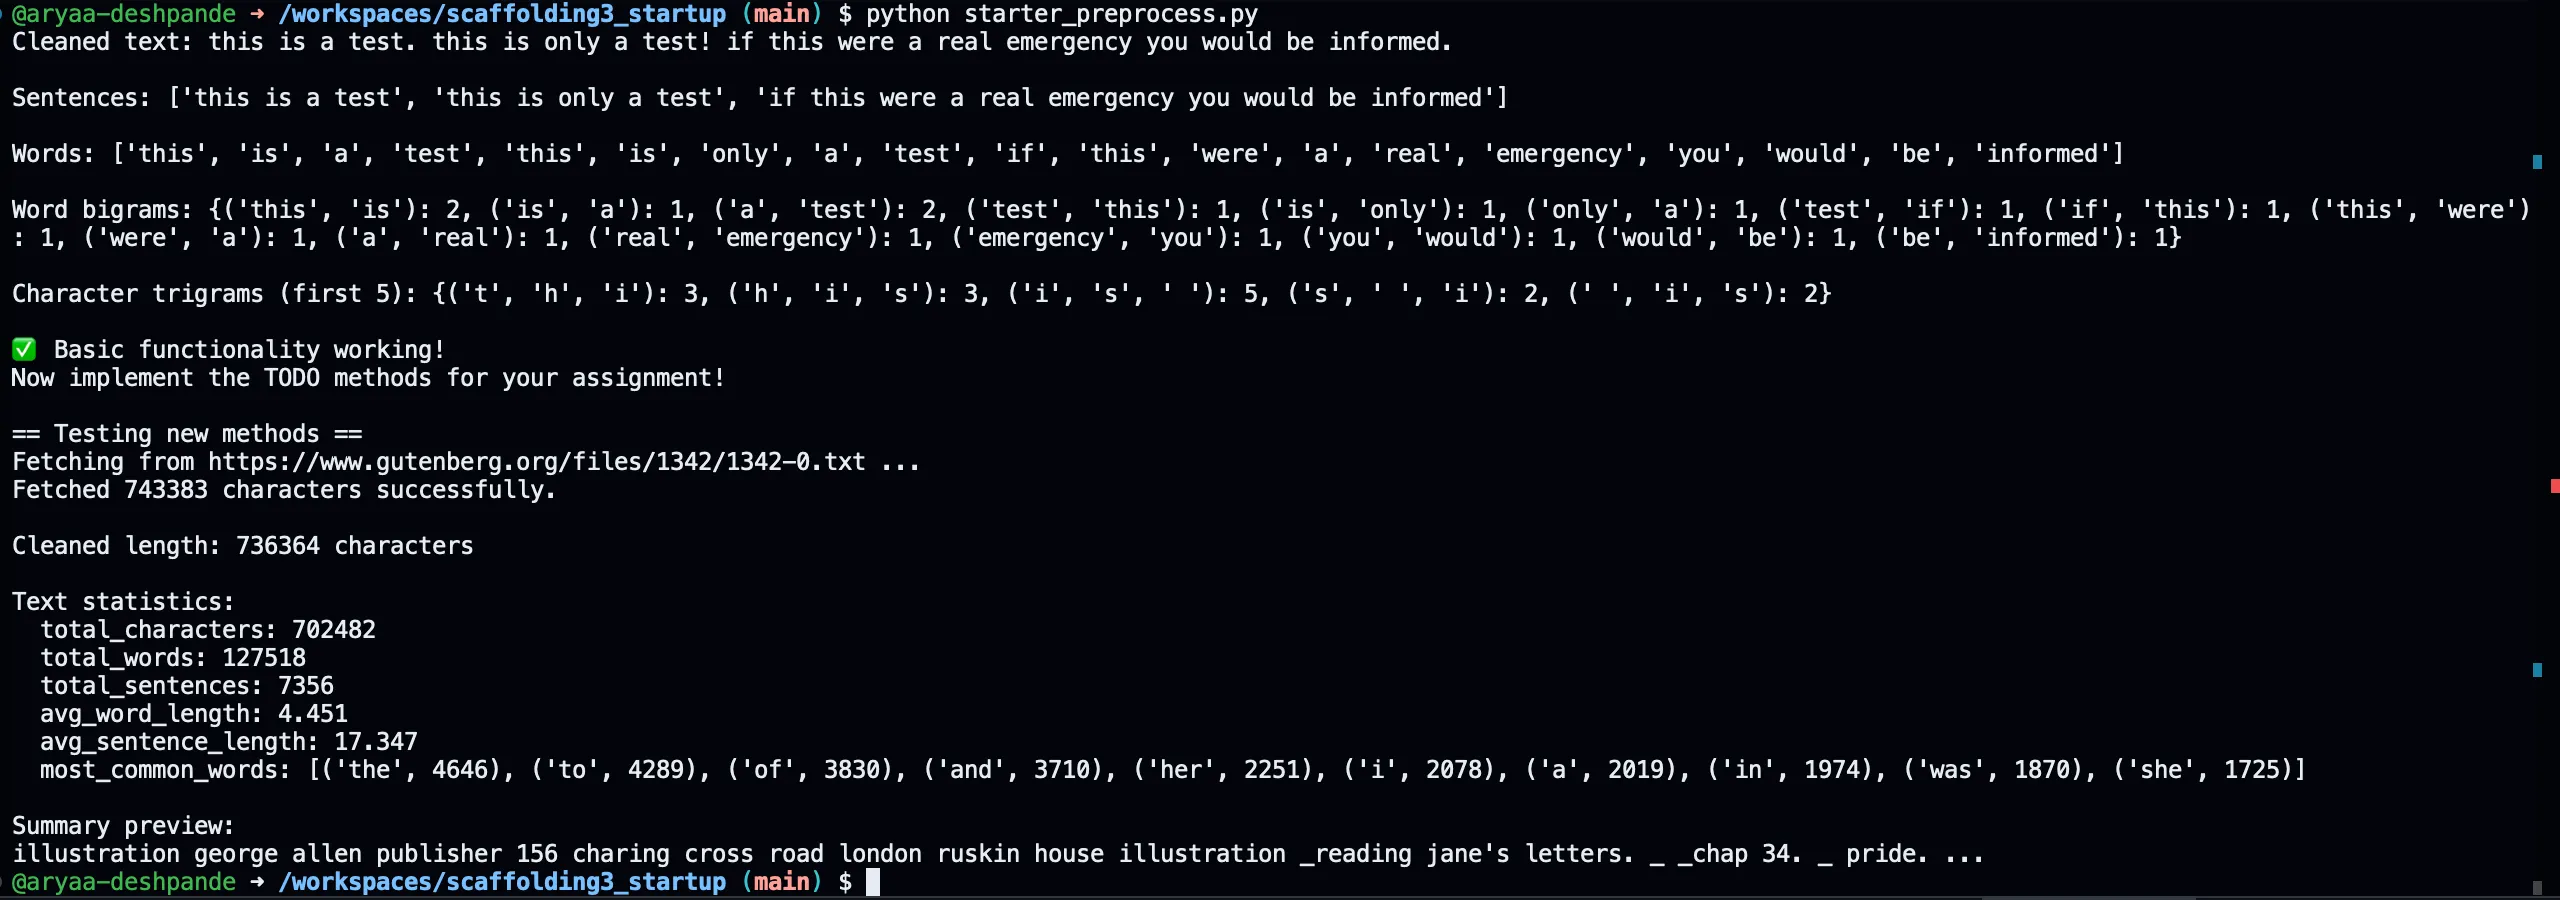 @aryaa-deshpande ➜ /workspaces/scaffolding3_startup (main) $ python starter_preprocess.py
Cleaned text: this is a test. this is only a test! if this were a real emergency you would be informed.
Sentences: ['this is a test', 'this is only a test', 'if this were a real emergency you would be informed']
Words: ['this', 'is', 'a', 'test', 'this', 'is', 'only', 'a', 'test', 'if', 'this', 'were', 'a', 'real', 'emergency', 'you', 'would', 'be', 'informed']
Word bigrams: {('this', 'is'): 2, ('is', 'a'): 1, ('a', 'test'): 2, ('test', 'this'): 1, ('is', 'only'): 1, ('only', 'a'): 1, ('test', 'if'): 1, ('if', 'this'): 1, ('this', 'were')
: 1, ('were', 'a'): 1, ('a', 'real'): 1, ('real', 'emergency'): 1, ('emergency', 'you'): 1, ('you', 'would'): 1, ('would', 'be'): 1, ('be', 'informed'): 1}
Character trigrams (first 5): {('t', 'h', 'i'): 3, ('h', 'i', 's'): 3, ('i', 's', ' '): 5, ('s', ' ', 'i'): 2, (' ', 'i', 's'): 2}
✅ Basic functionality working!
Now implement the TODO methods for your assignment!
== Testing new methods ==
Fetching from https://www.gutenberg.org/files/1342/1342-0.txt ...
Fetched 743383 characters successfully.
Cleaned length: 736364 characters
Text statistics:
total_characters: 702482
total_words: 127518
total_sentences: 7356
avg_word_length: 4.451
avg_sentence_length: 17.347
most_common_words: [('the', 4646), ('to', 4289), ('of', 3830), ('and', 3710), ('her', 2251), ('i', 2078), ('a', 2019), ('in', 1974), ('was', 1870), ('she', 1725)]
Summary preview:
illustration george allen publisher 156 charing cross road london ruskin house illustration _reading jane's letters. _ _chap 34. _ pride. ...
@aryaa-deshpande ➜ /workspaces/scaffolding3_startup (main) $